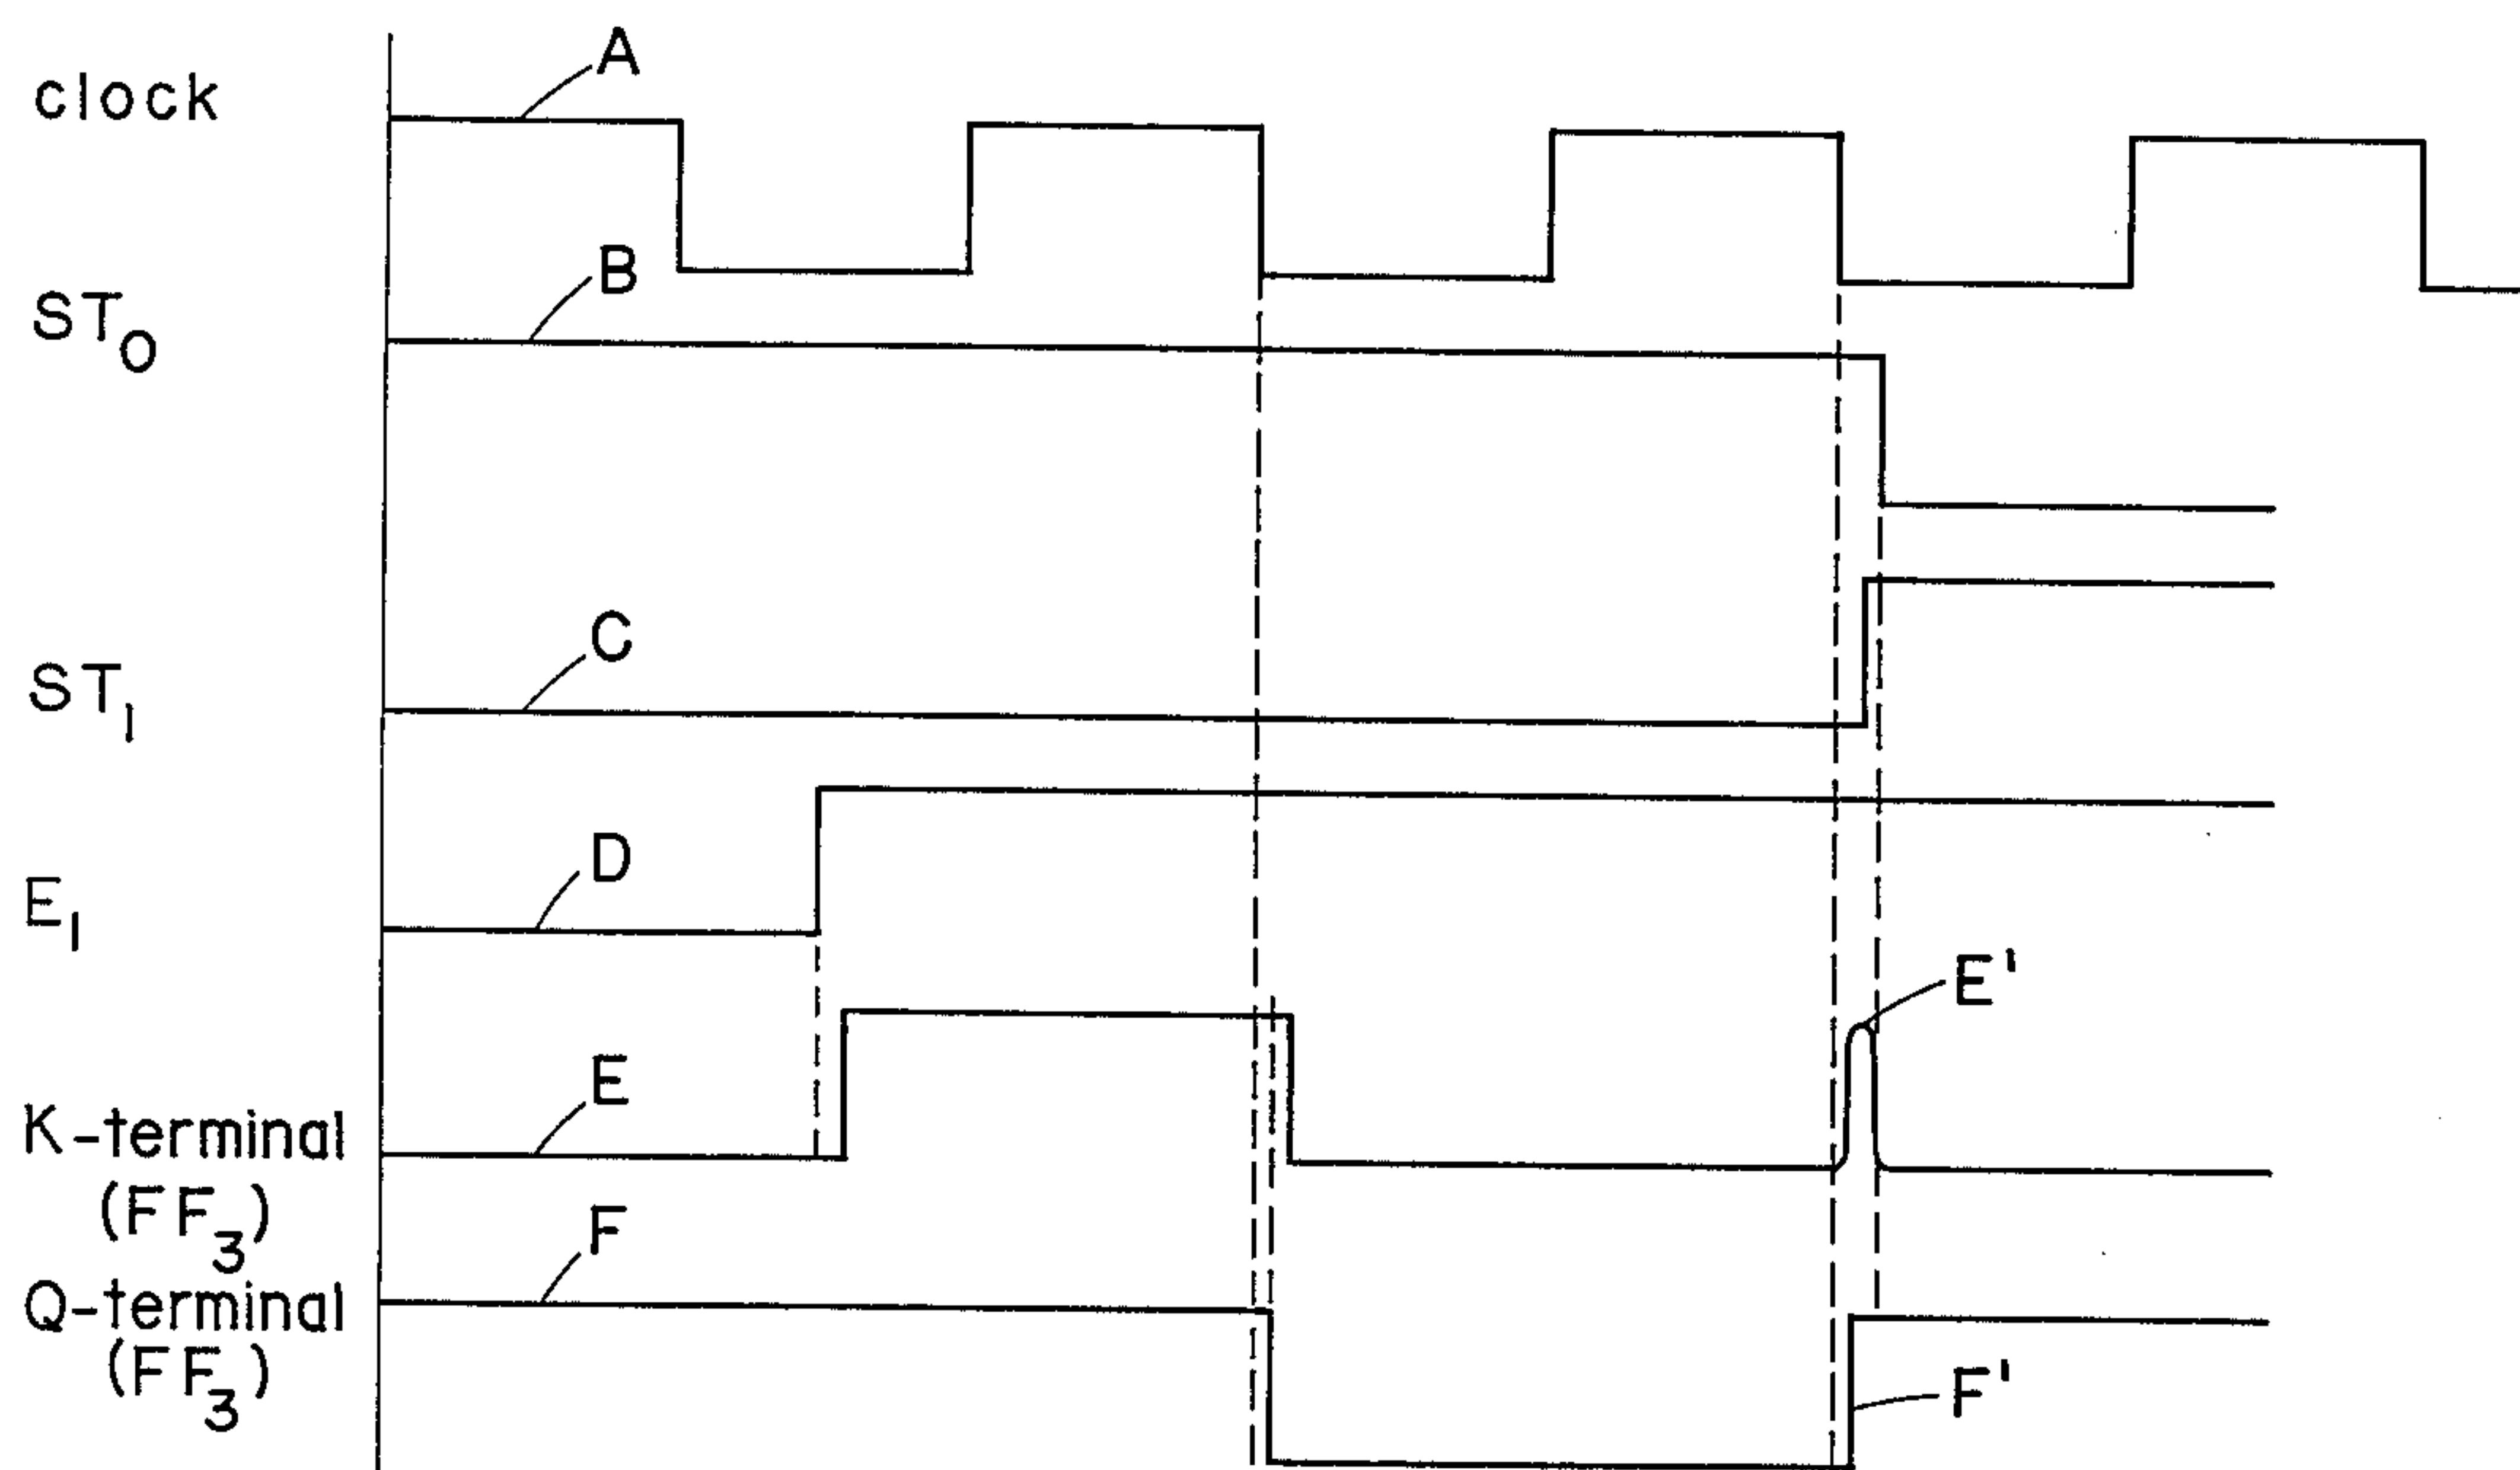 clock
A
ST0
B
ST1
C
E1
D
E'
K-terminal
(FF3)
E
Q-terminal
(FF3)
F
F'